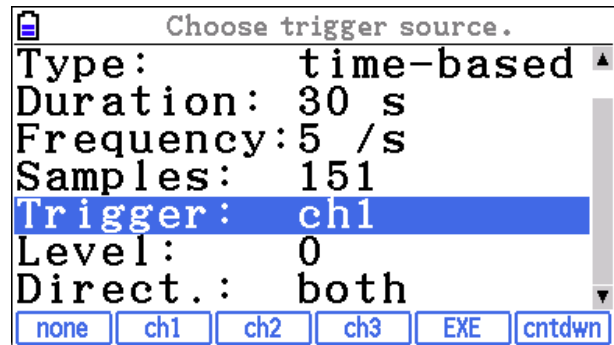 Choose trigger source.
Type: time-based
Duration: 30 s
Frequency:5 /s
Samples: 151
Trigger: ch1
Level: 0
Direct.: both
none ch1 ch2 ch3 EXE cntdwn